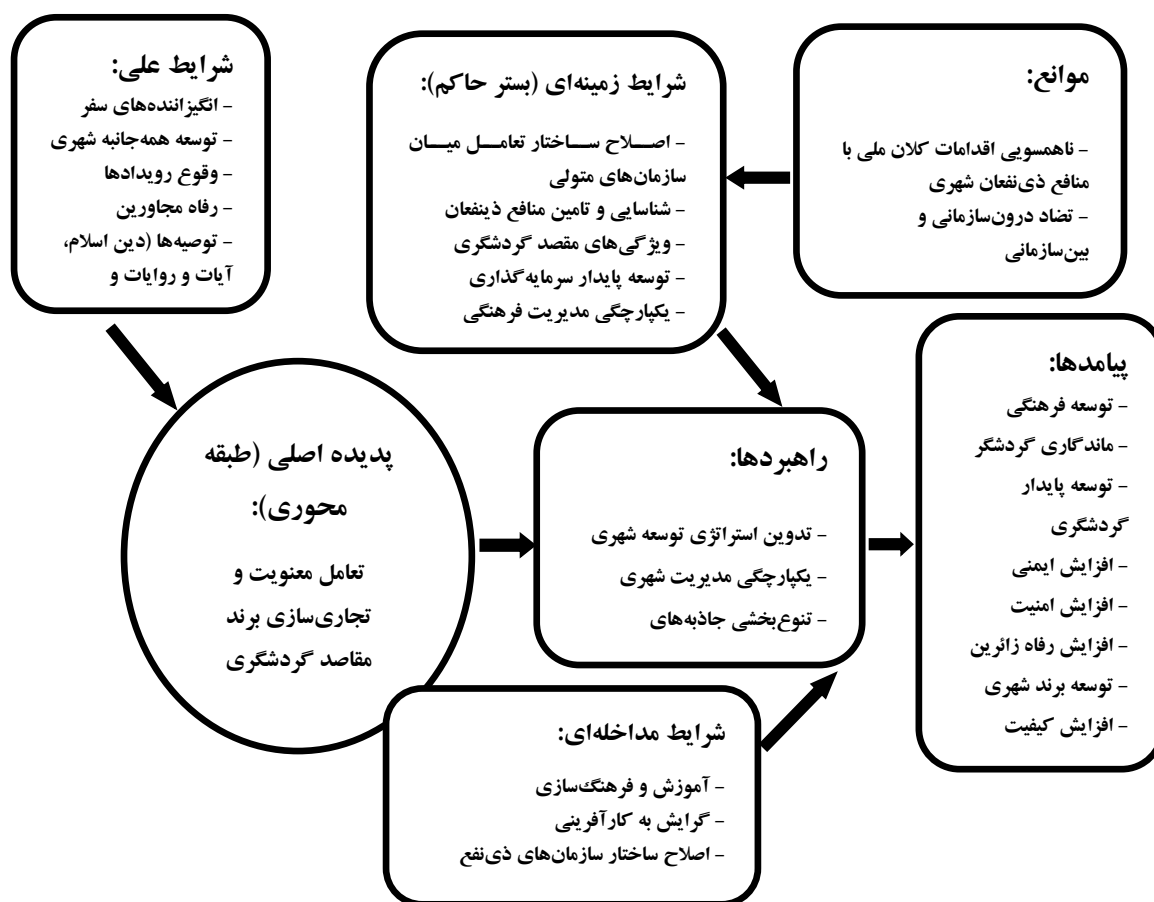 شرایط علی:
- انگیزاننده‌های سفر
- توسعه همه‌جانبه شهری
- وقوع رویدادها
- رفاه مجاورین
- توصیه‌ها (دین اسلام،
آیات و روایات و
شرایط زمینه‌ای (بستر حاکم):
- اصلاح ساختار تعامل میان
سازمان‌های متولی
- شناسایی و تامین منافع ذینفعان
- ویژگی‌های مقصد گردشگری
- توسعه پایدار سرمایه‌گذاری
- یکپارچگی مدیریت فرهنگی
موانع:
- ناهمسویی اقدامات کلان ملی با
منافع ذی‌نفعان شهری
- تضاد درون‌سازمانی و
بین‌سازمانی
پدیده اصلی (طبقه
محوری):
تعامل معنویت و
تجاری‌سازی برند
مقاصد گردشگری
راهبردها:
- تدوین استراتژی توسعه شهری
- یکپارچگی مدیریت شهری
- تنوع‌بخشی جاذبه‌های
پیامدها:
- توسعه فرهنگی
- ماندگاری گردشگر
- توسعه پایدار
گردشگری
- افزایش ایمنی
- افزایش امنیت
- افزایش رفاه زائرین
- توسعه برند شهری
- افزایش کیفیت
شرایط مداخله‌ای:
- آموزش و فرهنگ‌سازی
- گرایش به کارآفرینی
- اصلاح ساختار سازمان‌های ذی‌نفع